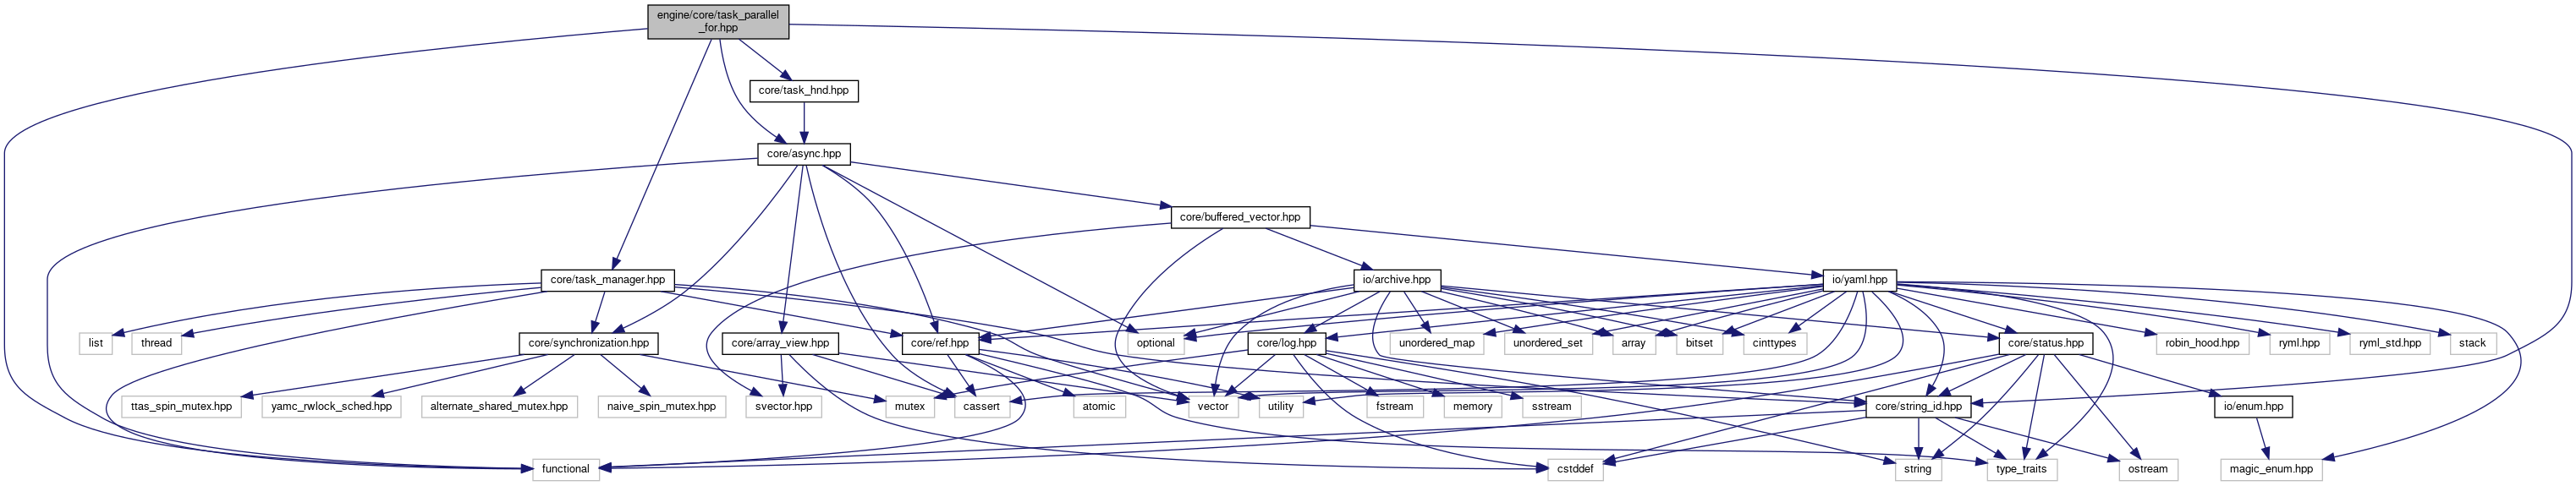 engine/core/task_parallel
_for.hpp
core/task_hnd.hpp
core/async.hpp
core/buffered_vector.hpp
core/task_manager.hpp
io/archive.hpp
io/yaml.hpp
list
thread
core/synchronization.hpp
core/array_view.hpp
core/ref.hpp
optional
core/log.hpp
unordered_map
unordered_set
array
bitset
cinttypes
core/status.hpp
robin_hood.hpp
ryml.hpp
ryml_std.hpp
stack
ttas_spin_mutex.hpp
yamc_rwlock_sched.hpp
alternate_shared_mutex.hpp
naive_spin_mutex.hpp
svector.hpp
mutex
cassert
atomic
vector
utility
fstream
memory
sstream
core/string_id.hpp
io/enum.hpp
functional
cstddef
string
type_traits
ostream
magic_enum.hpp